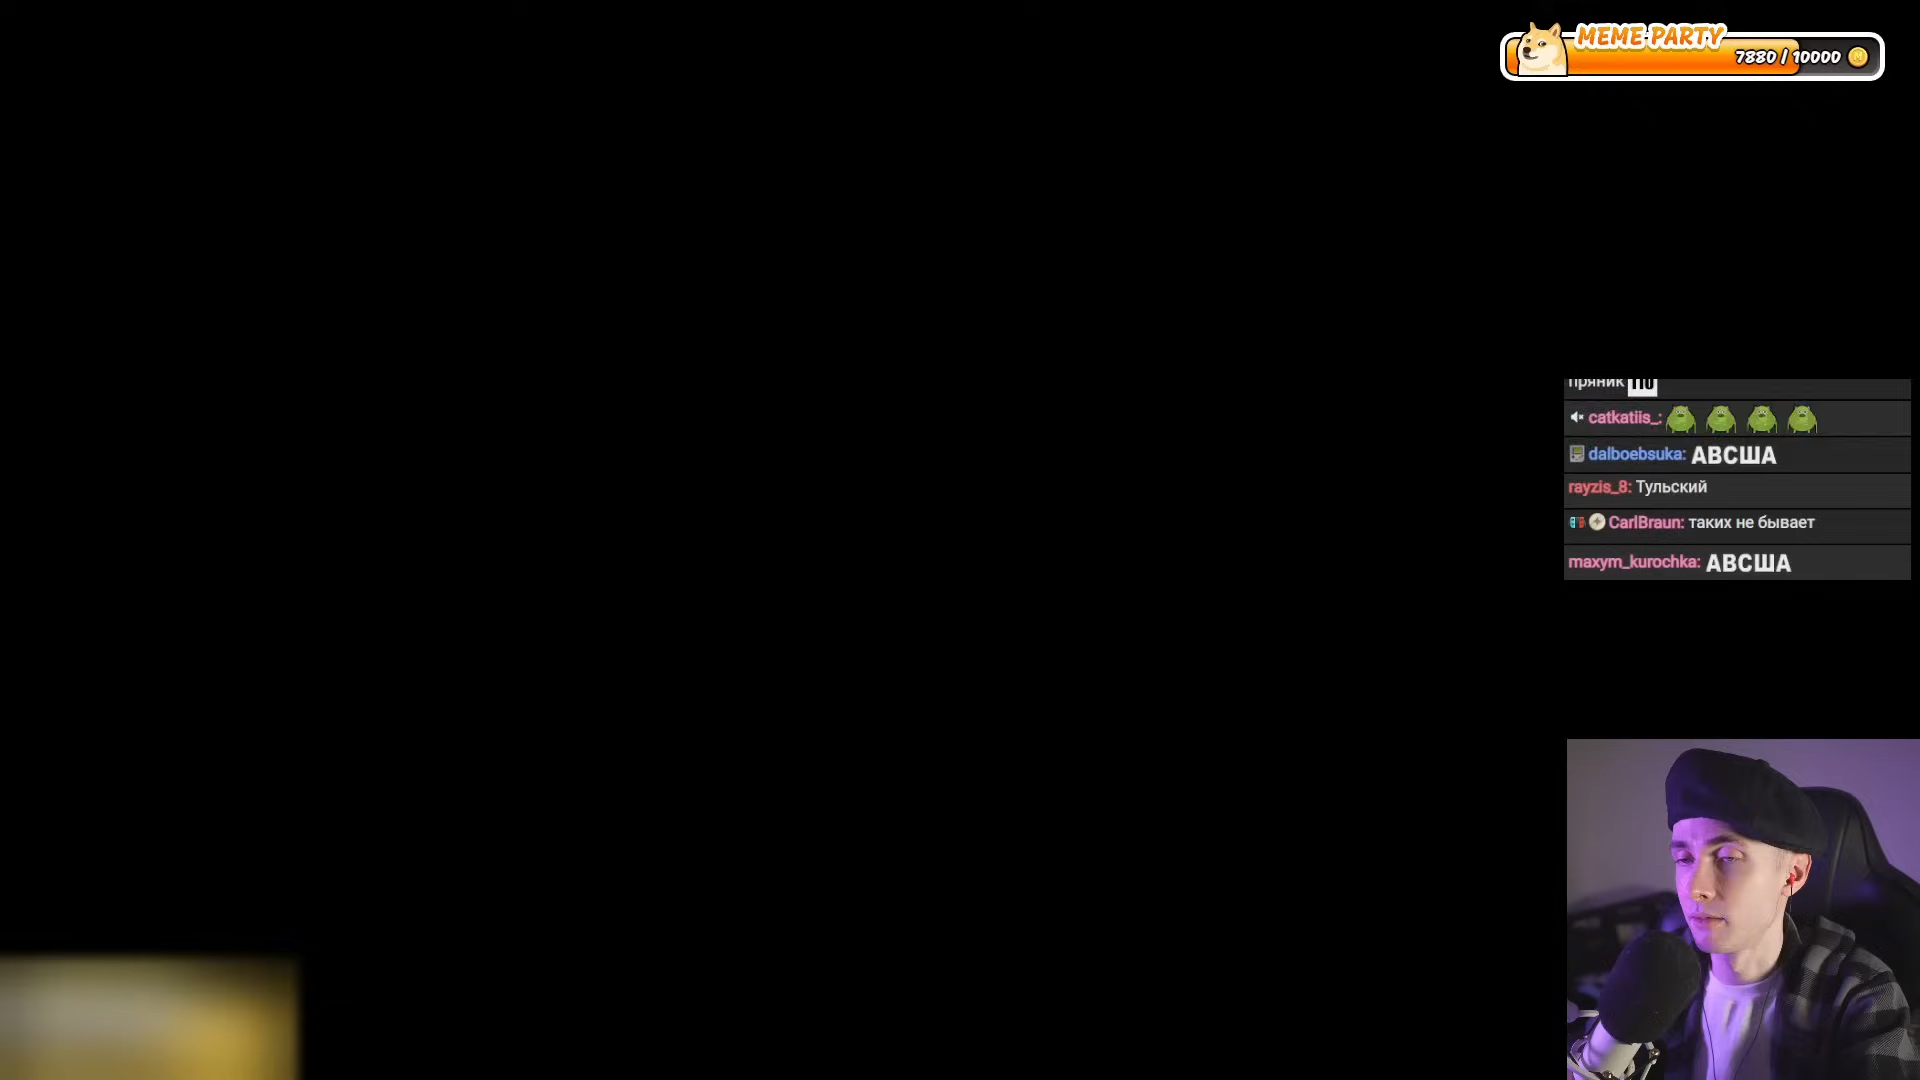 MEME PARTY
7880 / 10000
пряник
catkatiis_:
dalboebsuka: АВСША
rayzis_8: Тульский
CarlBraun: таких не бывает
maxym_kurochka: АВСША